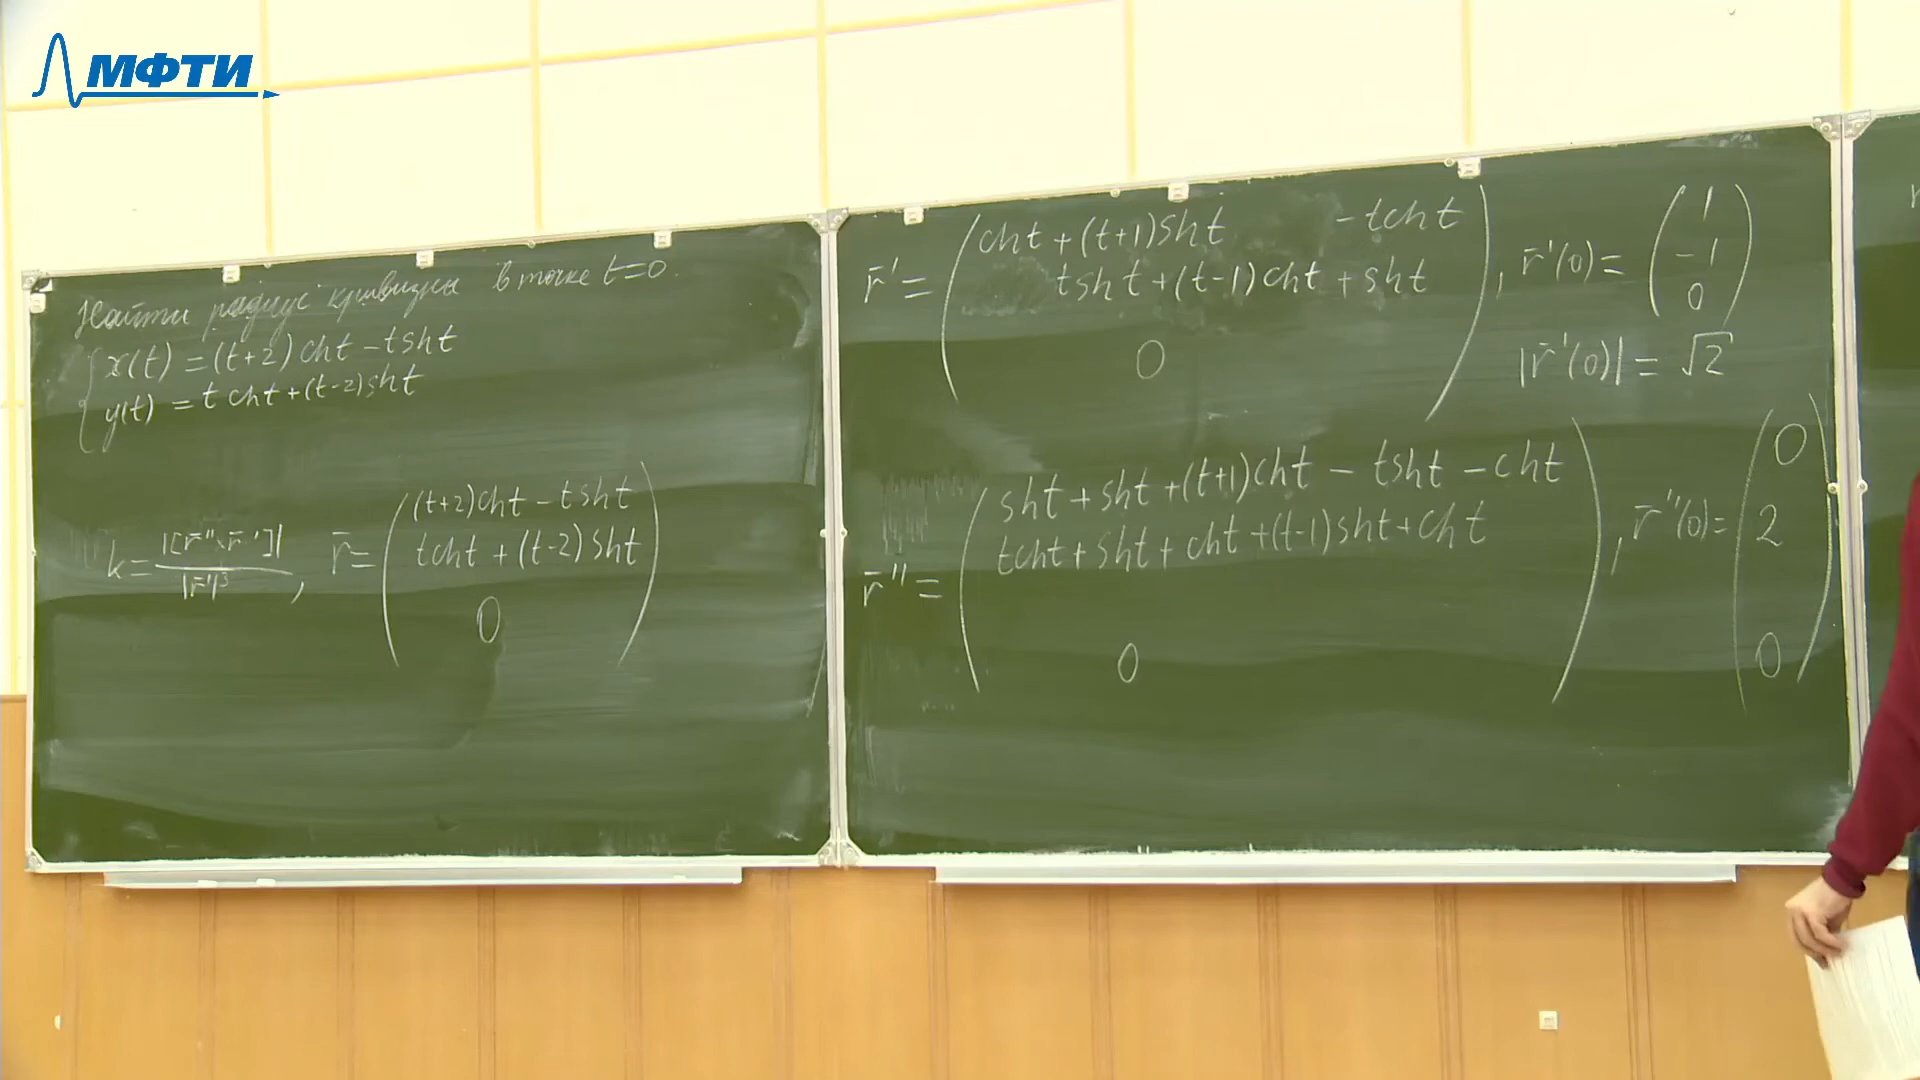 МФТИ
Найти радиус кривизны в точке t=0.
x(t) = (t+2) cht - tsht
y(t) = t cht + (t-2)sht
k = |[r̄'' × r̄']| / |r̄'|³ , r̄ =
(t+2)cht - tsht
tcht + (t-2)sht
0
r̄' =
cht + (t+1)sht - tcht
tsht + (t-1)cht + sht
0
, r̄'(0) =
1
-1
0
|r̄'(0)| = √2
r̄'' =
sht + sht + (t+1)cht - tsht - cht
tcht + sht + cht + (t-1)sht + cht
0
, r̄''(0) =
0
2
0